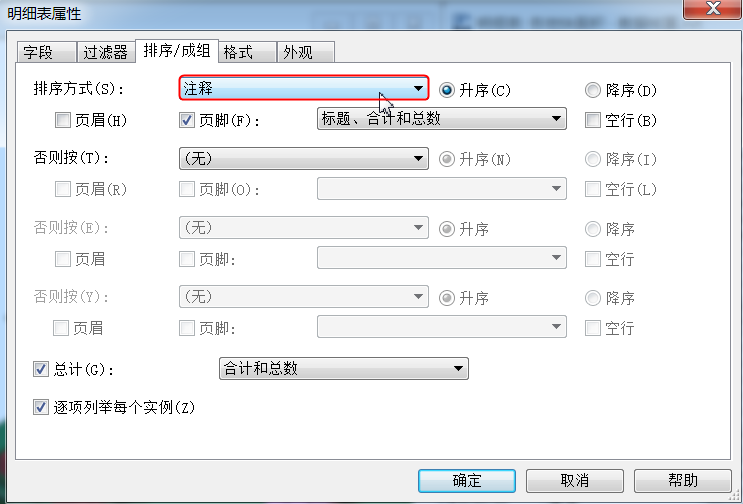 明细表属性
字段 过滤器 排序/成组 格式 外观
排序方式(S): 注释 升序(C) 降序(D)
页眉(H) 页脚(F): 标题、合计和总数 空行(B)
否则按(T): (无) 升序(N) 降序(I)
页眉(R) 页脚(O): 空行(L)
否则按(E): (无) 升序 降序
页眉 页脚: 空行
否则按(Y): (无) 升序 降序
页眉 页脚: 空行
总计(G): 合计和总数
逐项列举每个实例(Z)
确定 取消 帮助